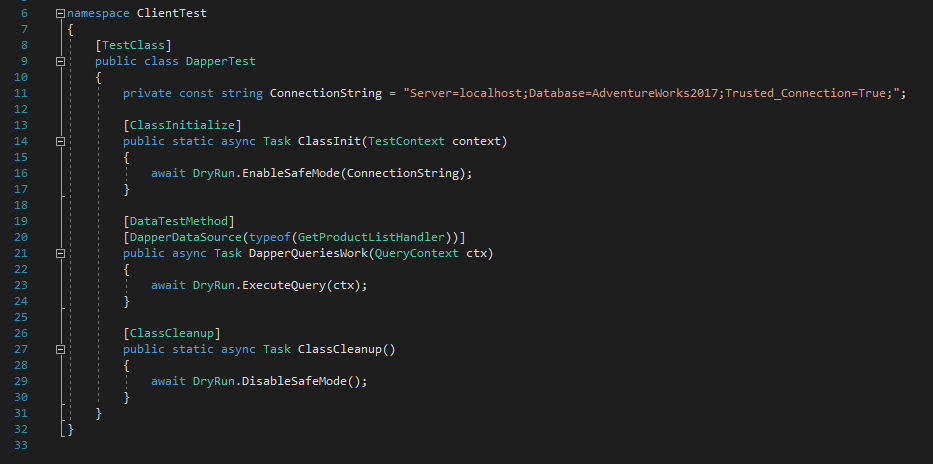 6 namespace ClientTest
7 {
8 [TestClass]
9 public class DapperTest
10 {
11 private const string ConnectionString = "Server=localhost;Database=AdventureWorks2017;Trusted_Connection=True;";
12
13 [ClassInitialize]
14 public static async Task ClassInit(TestContext context)
15 {
16 await DryRun.EnableSafeMode(ConnectionString);
17 }
18
19 [DataTestMethod]
20 [DapperDataSource(typeof(GetProductListHandler))]
21 public async Task DapperQueriesWork(QueryContext ctx)
22 {
23 await DryRun.ExecuteQuery(ctx);
24 }
25
26 [ClassCleanup]
27 public static async Task ClassCleanup()
28 {
29 await DryRun.DisableSafeMode();
30 }
31 }
32 }
33